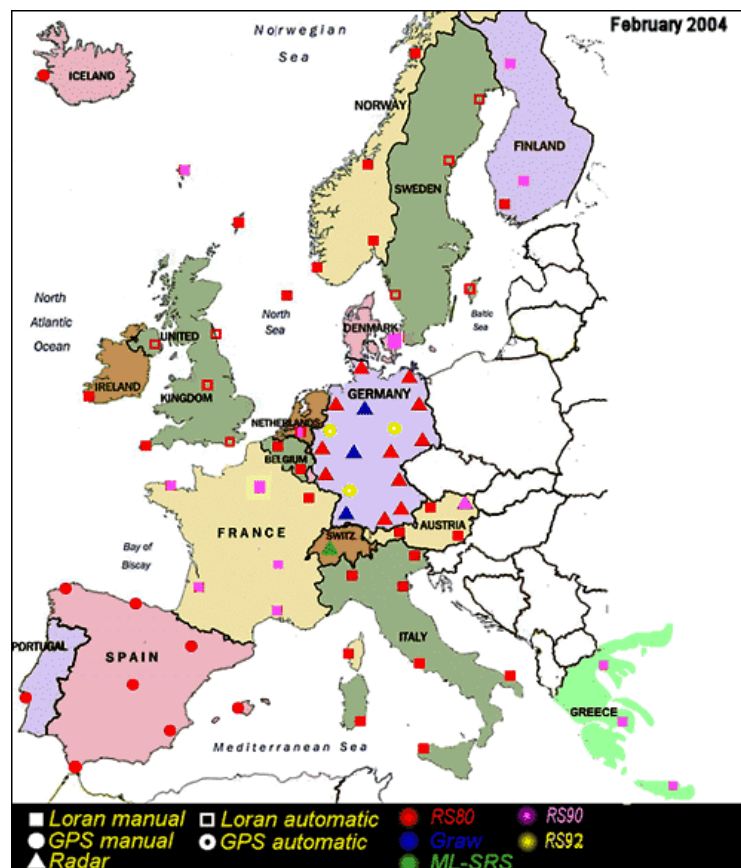 February 2004
Norwegian
Sea
ICELAND
NORWAY
FINLAND
SWEDEN
North
Atlantic
Ocean
North
Sea
Baltic
Sea
DENMARK
UNITED
KINGDOM
IRELAND
GERMANY
NETHERLANDS
BELGIUM
FRANCE
AUSTRIA
SWITZ.
Bay of
Biscay
ITALY
PORTUGAL
SPAIN
GREECE
Mediterranean Sea
Loran manual Loran automatic RS80 RS90
GPS manual GPS automatic Graw RS92
Radar ML-SRS